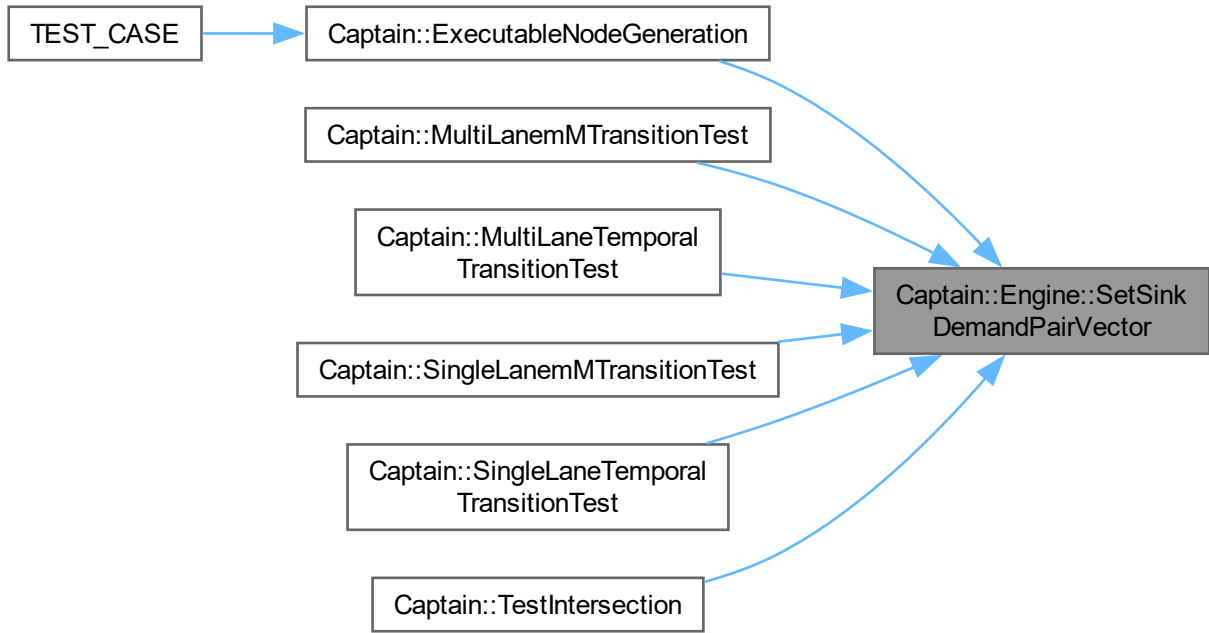 TEST_CASE
Captain::ExecutableNodeGeneration
Captain::MultiLanemMTransitionTest
Captain::MultiLaneTemporal
TransitionTest
Captain::SingleLanemMTransitionTest
Captain::SingleLaneTemporal
TransitionTest
Captain::TestIntersection
Captain::Engine::SetSink
DemandPairVector